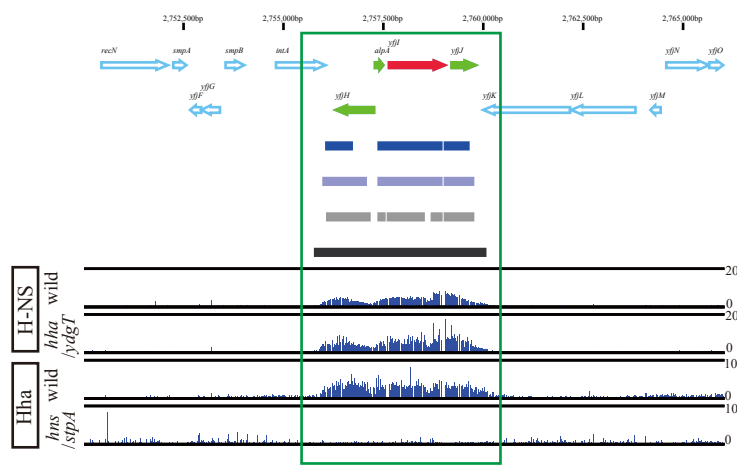 2,752,500bp 2,755,000bp 2,757,500bp 2,760,000bp 2,762,500bp 2,765,000bp
yfjI
recN smpA smpB intA alpA yfjJ yfjN yfjO
yfjG
yfjF yfjH yfjK yfjL yfjM
H-NS
wild
20
0
hha
/ydgT
20
0
Hha
wild
10
0
hns
/stpA
10
0